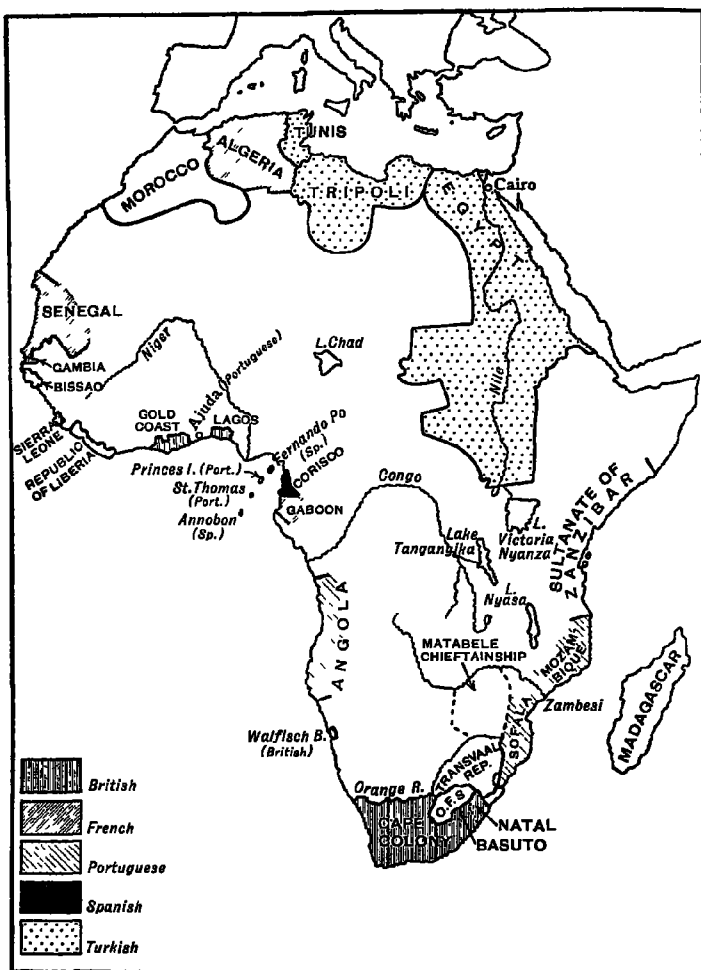 TUNIS
ALGERIA
MOROCCO
TRIPOLI
EGYPT
Cairo
SENEGAL
GAMBIA
BISSAO
Niger
L. Chad
Nile
SIERRA
LEONE
REPUBLIC
OF LIBERIA
GOLD
COAST
Ajuda (Portuguese)
LAGOS
Fernando Po
(Sp.)
Princes I. (Port.)
St. Thomas
(Port.)
Annobon
(Sp.)
CORISCO
GABOON
Congo
Lake
Tanganyika
L.
Victoria
Nyanza
L.
Nyasa
SULTANATE OF
ZANZIBAR
ANGOLA
MATABELE
CHIEFTAINSHIP
MOZAM
BIQUE
Zambesi
SOFALA
MADAGASCAR
Walfisch B.
(British)
TRANSVAAL
REP.
Orange R.
O.F.S
CAPE
COLONY
NATAL
BASUTO
British
French
Portuguese
Spanish
Turkish